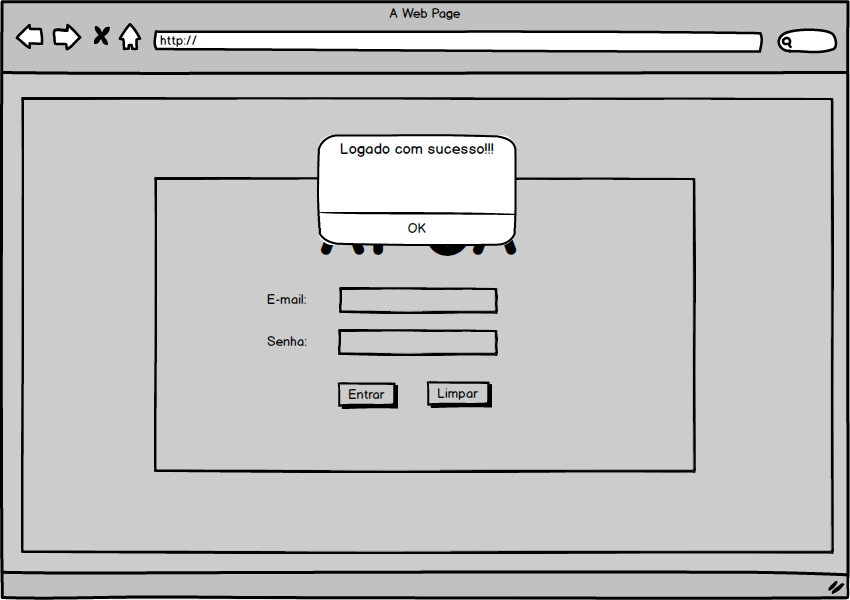 A Web Page
http://
Logado com sucesso!!!
OK
E-mail:
Senha:
Entrar
Limpar